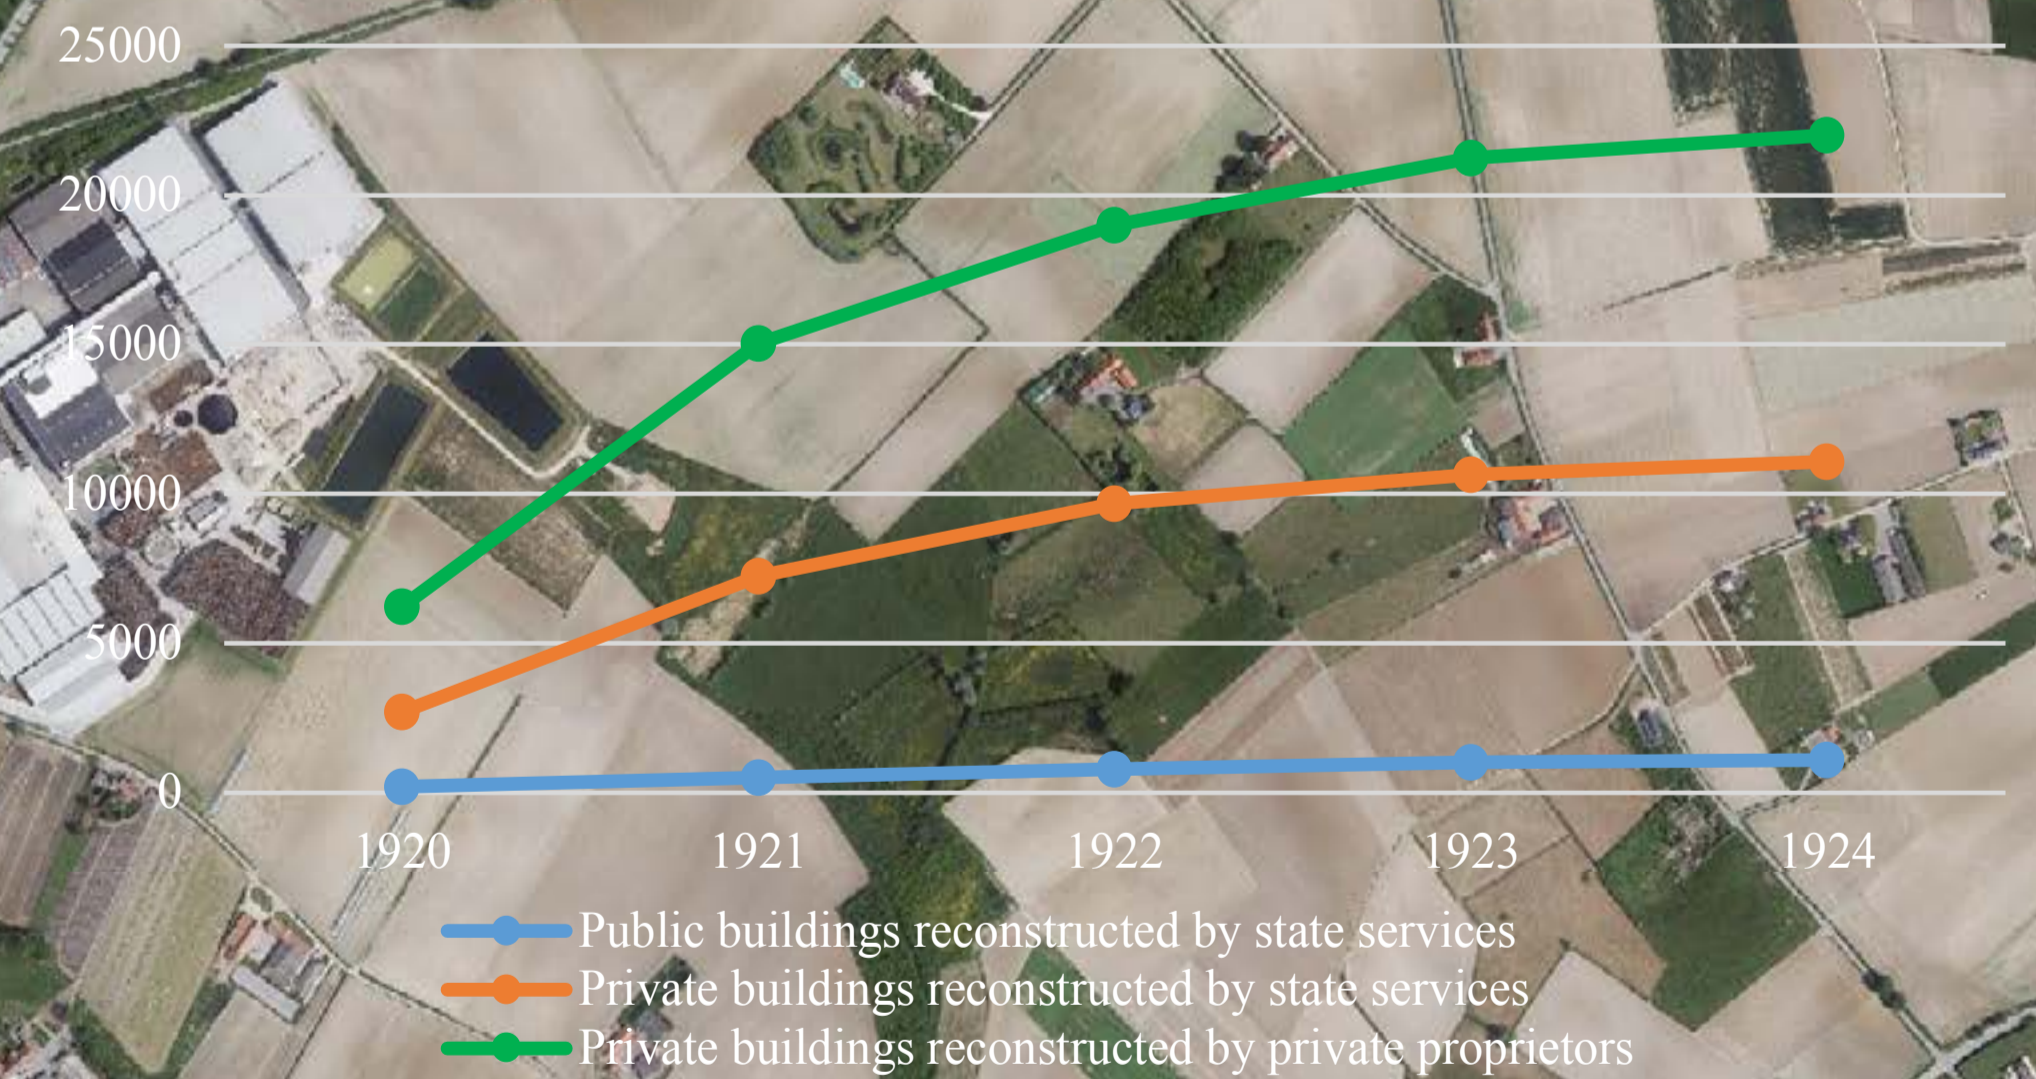 25000
20000
15000
10000
5000
0
1920 1921 1922 1923 1924
Public buildings reconstructed by state services
Private buildings reconstructed by state services
Private buildings reconstructed by private proprietors